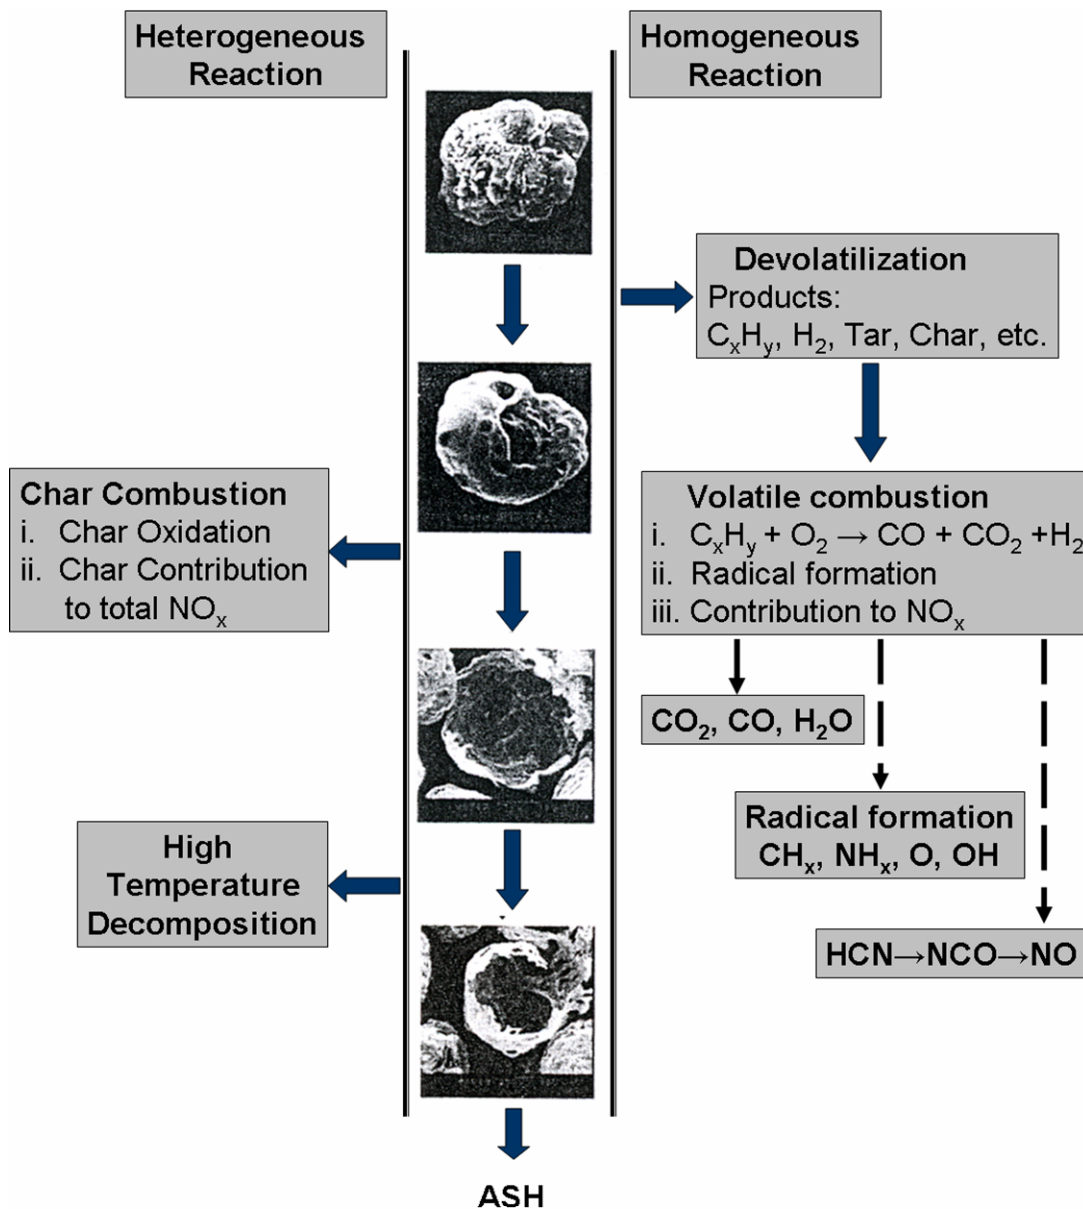 Heterogeneous
Reaction
Homogeneous
Reaction
Devolatilization
Products:
CₓHᵧ, H₂, Tar, Char, etc.
Char Combustion
i. Char Oxidation
ii. Char Contribution
to total NOₓ
Volatile combustion
i. CₓHᵧ + O₂ → CO + CO₂ +H₂
ii. Radical formation
iii. Contribution to NOₓ
CO₂, CO, H₂O
Radical formation
CHₓ, NHₓ, O, OH
High
Temperature
Decomposition
HCN→NCO→NO
ASH